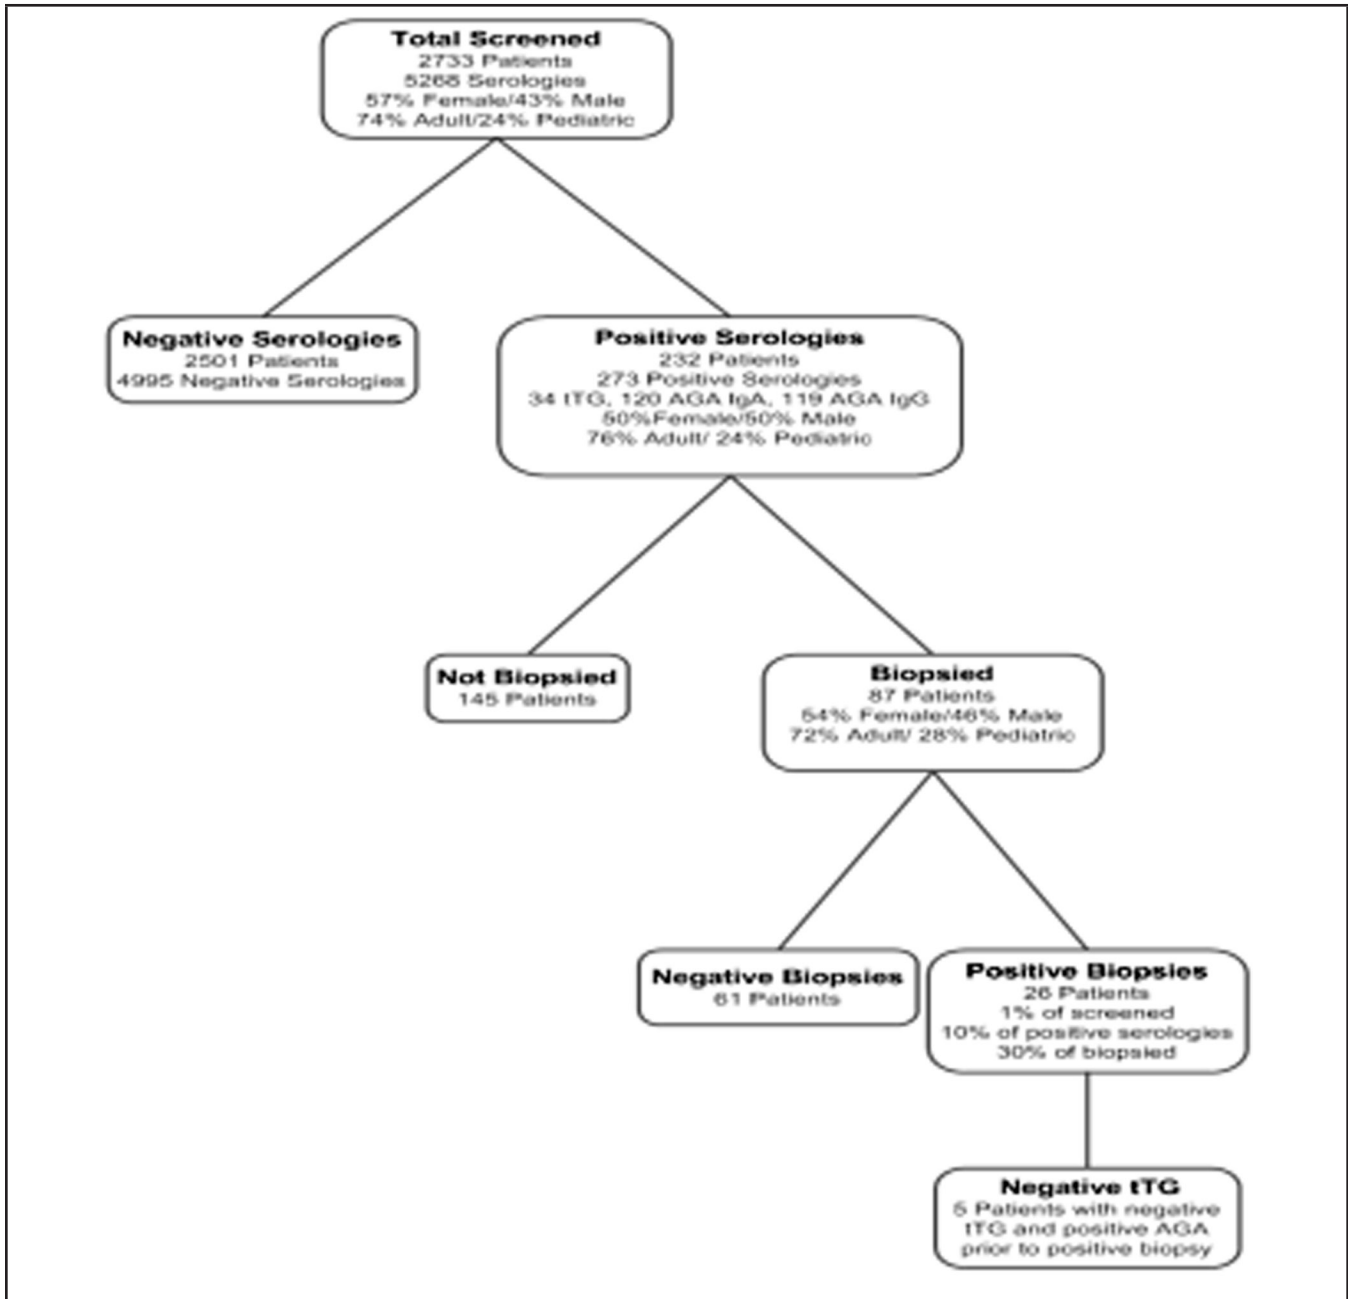 Total Screened
2733 Patients
5268 Serologies
57% Female/43% Male
74% Adult/24% Pediatric
Negative Serologies
2501 Patients
4995 Negative Serologies
Positive Serologies
232 Patients
273 Positive Serologies
34 tTG, 120 AGA IgA, 119 AGA IgG
50%Female/50% Male
76% Adult/ 24% Pediatric
Not Biopsied
145 Patients
Biopsied
87 Patients
54% Female/46% Male
72% Adult/ 28% Pediatric
Negative Biopsies
61 Patients
Positive Biopsies
26 Patients
1% of screened
10% of positive serologies
30% of biopsied
Negative tTG
5 Patients with negative
tTG and positive AGA
prior to positive biopsy